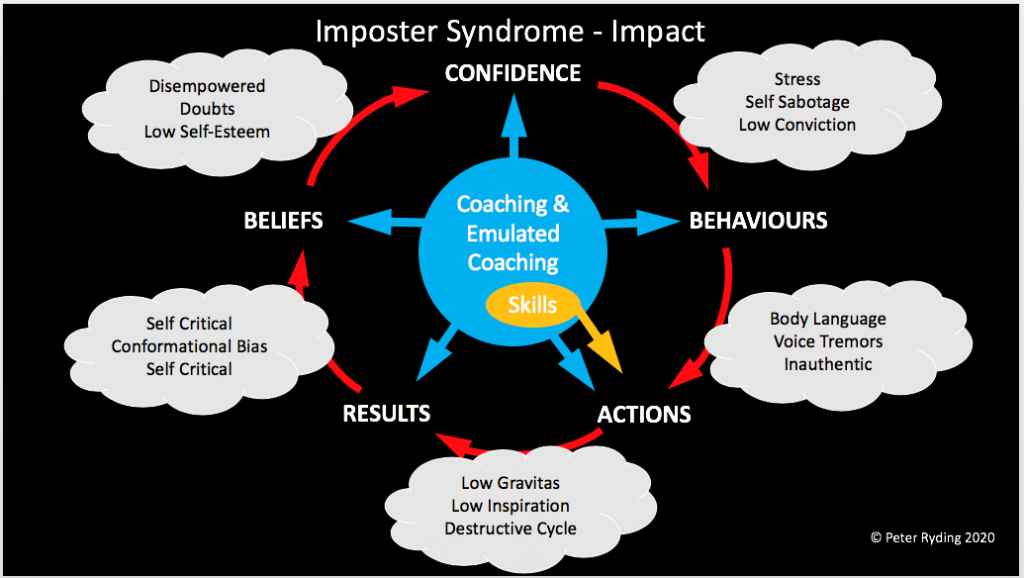 Imposter Syndrome - Impact
CONFIDENCE
Disempowered
Doubts
Low Self-Esteem
Stress
Self Sabotage
Low Conviction
Coaching &
Emulated
Coaching
Skills
BELIEFS
BEHAVIOURS
Self Critical
Conformational Bias
Self Critical
Body Language
Voice Tremors
Inauthentic
RESULTS
ACTIONS
Low Gravitas
Low Inspiration
Destructive Cycle
© Peter Ryding 2020